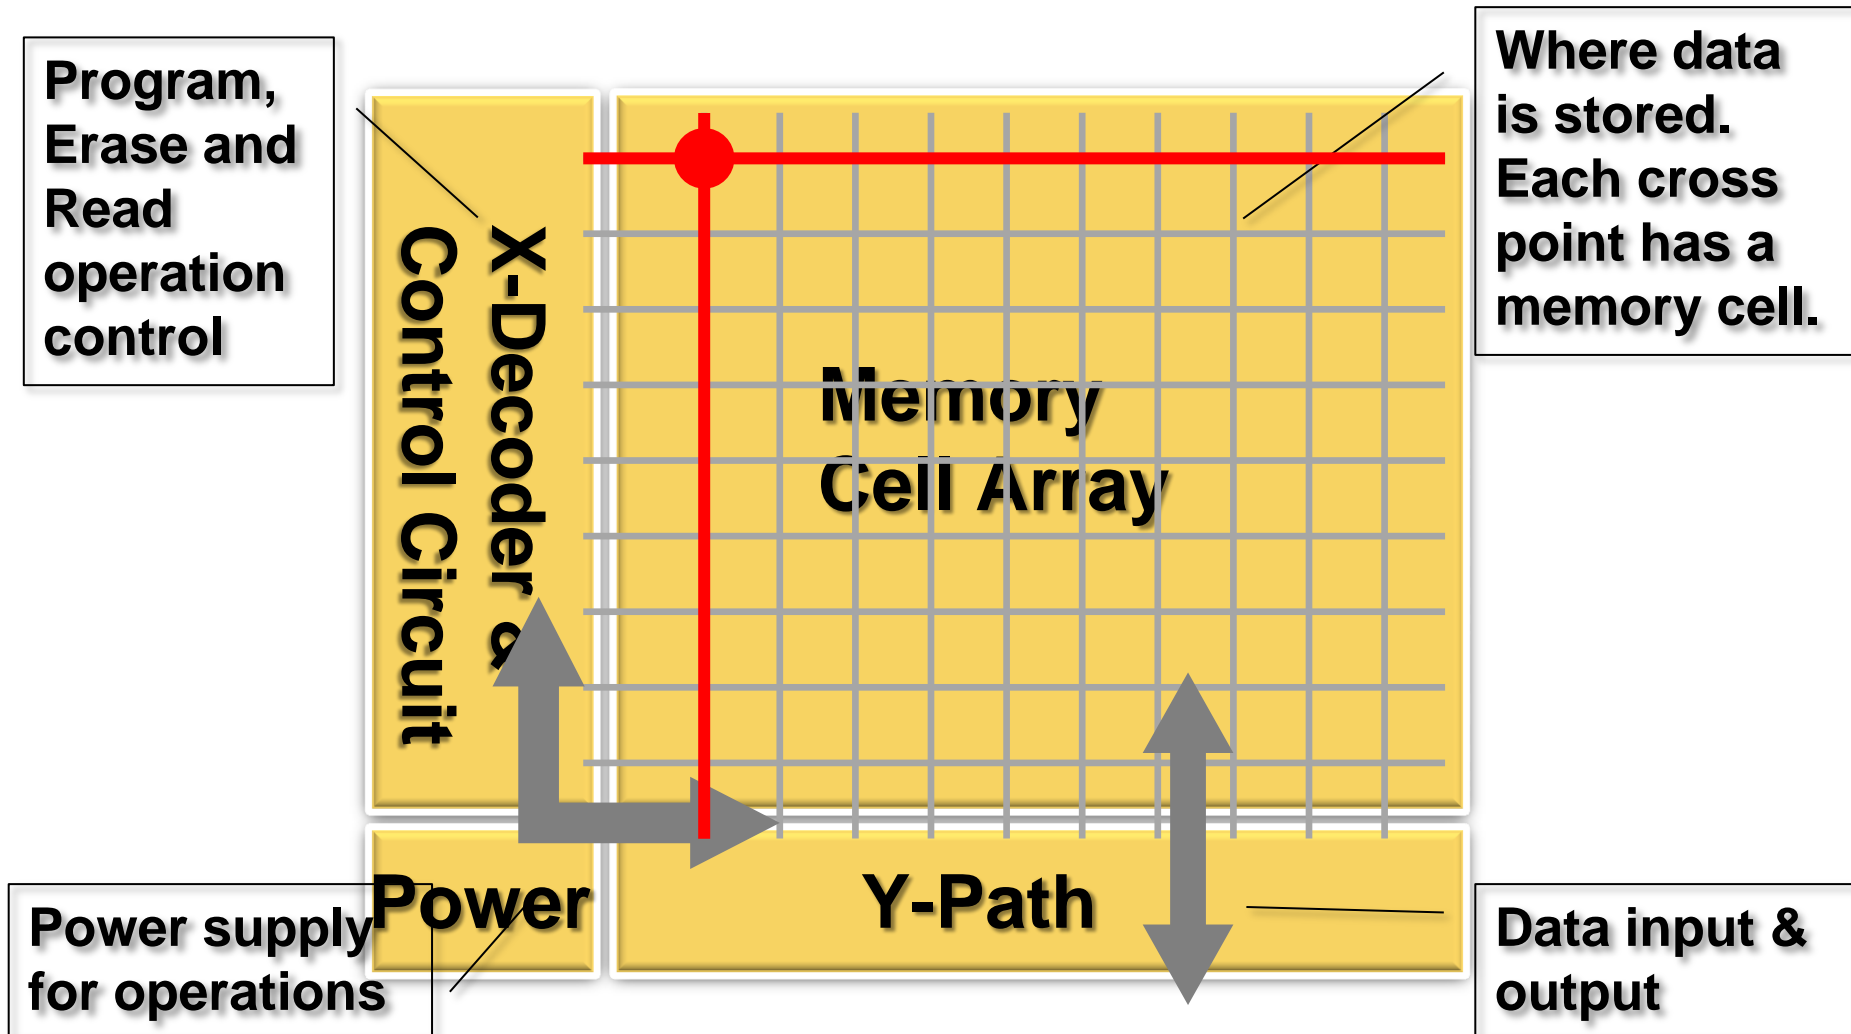 Program,
Erase and
Read
operation
control
Where data
is stored.
Each cross
point has a
memory cell.
X-Decoder &
Control Circuit
Memory
Cell Array
Power
Y-Path
Power supply
for operations
Data input &
output